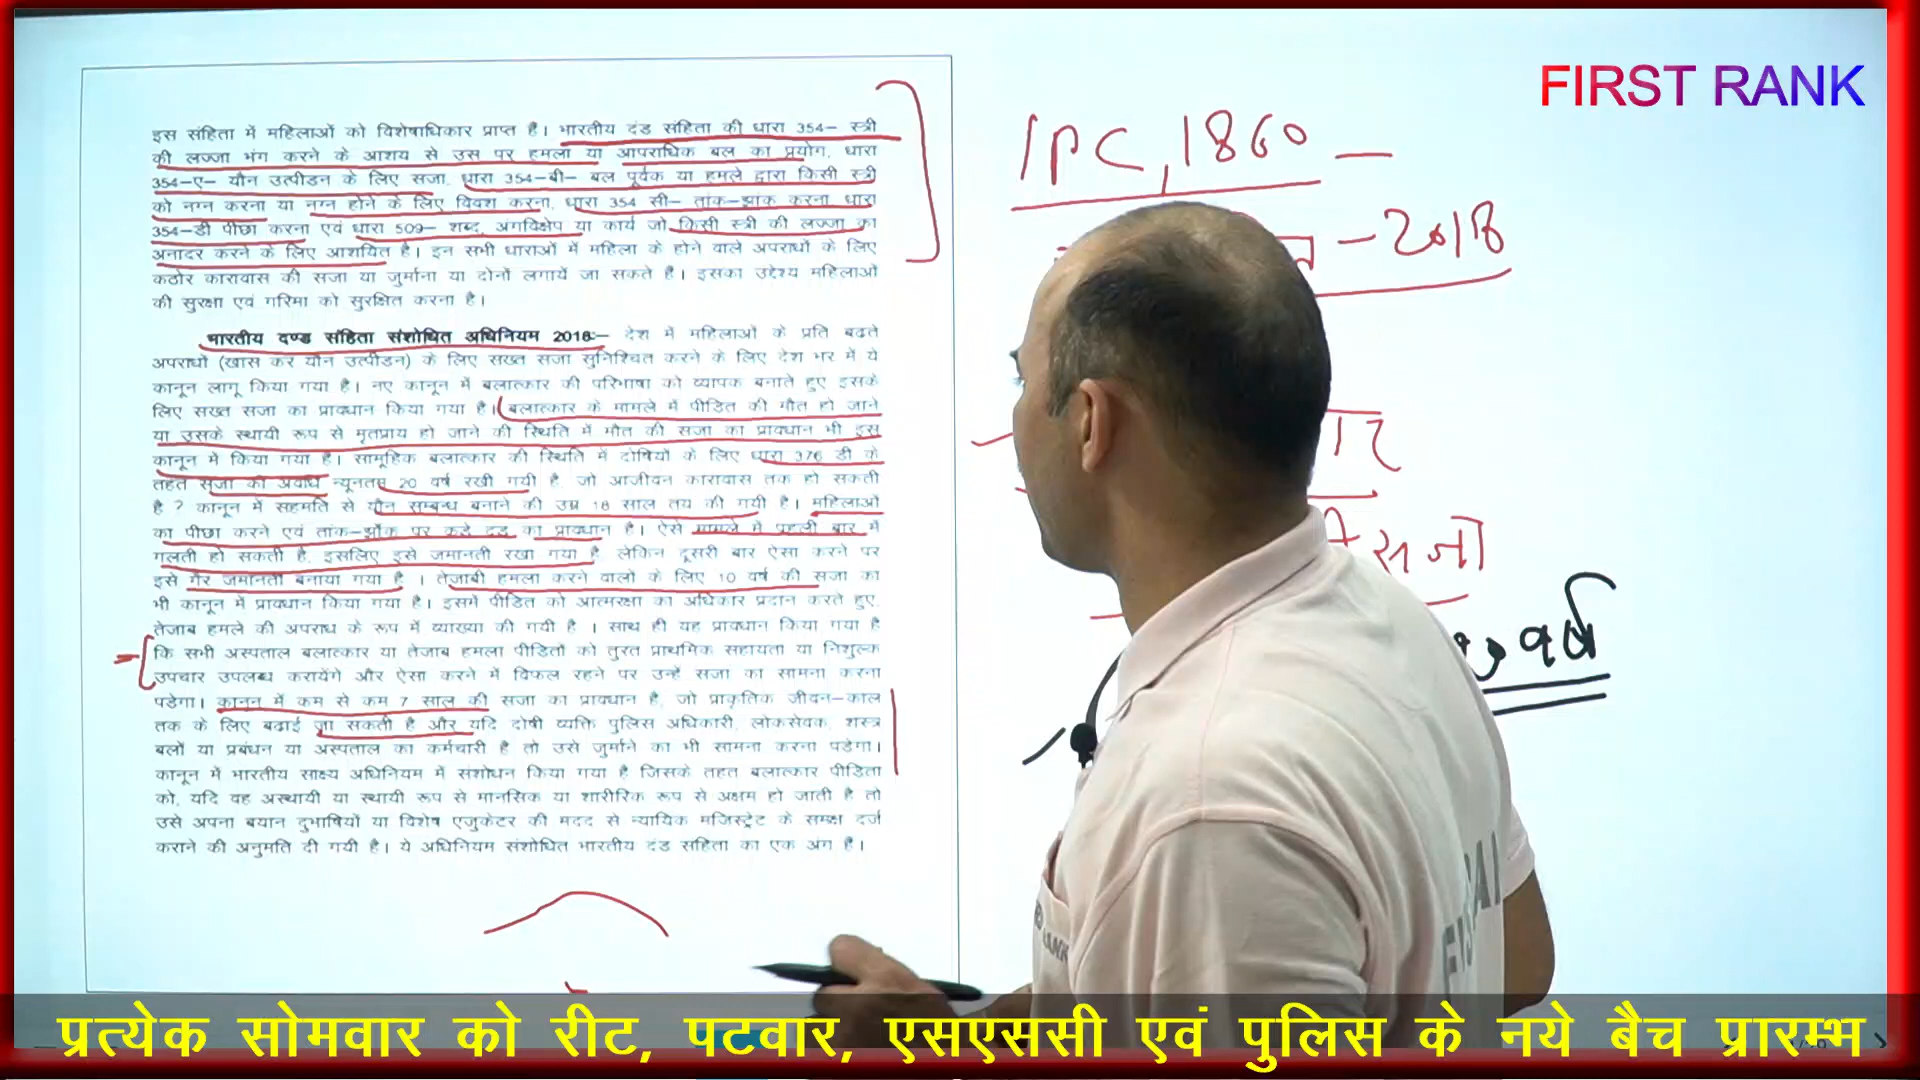 FIRST RANK
इस संहिता में महिलाओं को विशेषाधिकार प्राप्त है। भारतीय दंड संहिता की धारा 354– स्त्री
की लज्जा भंग करने के आशय से उस पर हमला या आपराधिक बल का प्रयोग, धारा
354–ए– यौन उत्पीडन के लिए सजा, धारा 354–बी– बल पूर्वक या हमले द्वारा किसी स्त्री
को नग्न करना या नग्न होने के लिए विवश करना, धारा 354 सी– तांक–झांक करना धारा
354–डी पीछा करना एवं धारा 509– शब्द, अंगविक्षेप या कार्य जो किसी स्त्री की लज्जा का
अनादर करने के लिए आशयित है। इन सभी धाराओं में महिला के होने वाले अपराधों के लिए
कठोर कारावास की सजा या जुर्माना या दोनों लगायें जा सकते है। इसका उद्देश्य महिलाओं
की सुरक्षा एवं गरिमा को सुरक्षित करना है।
भारतीय दण्ड संहिता संशोधित अधिनियम 2018:– देश में महिलाओं के प्रति बढते
अपराधों (खास कर यौन उत्पीडन) के लिए सख्त सजा सुनिश्चित करने के लिए देश भर में ये
कानून लागू किया गया है। नए कानून में बलात्कार की परिभाषा को व्यापक बनाते हुए इसके
लिए सख्त सजा का प्रावधान किया गया है। बलात्कार के मामले में पीडित की मौत हो जाने
या उसके स्थायी रूप से मृतप्राय हो जाने की स्थिति में मौत की सजा का प्रावधान भी इस
कानून में किया गया है। सामूहिक बलात्कार की स्थिति में दोषियों के लिए धारा 376 डी के
तहत सजा की अवधि न्यूनतम 20 वर्ष रखी गयी है, जो आजीवन कारावास तक हो सकती
है ? कानून में सहमति से यौन सम्बन्ध बनाने की उम्र 18 साल तय की गयी है। महिलाओं
का पीछा करने एवं तांक–झाँक पर कडे दंड का प्रावधान है। ऐसे मामले में पहली बार में
गलती हो सकती है, इसलिए इसे जमानती रखा गया है, लेकिन दूसरी बार ऐसा करने पर
इसे गैर जमानती बनाया गया है । तेजाबी हमला करने वालों के लिए 10 वर्ष की सजा का
भी कानून में प्रावधान किया गया है। इसमें पीडित को आत्मरक्षा का अधिकार प्रदान करते हुए,
तेजाब हमले की अपराध के रूप में व्याख्या की गयी है । साथ ही यह प्रावधान किया गया है
कि सभी अस्पताल बलात्कार या तेजाब हमला पीडितों को तुरत प्राथमिक सहायता या निशुल्क
उपचार उपलब्ध करायेंगे और ऐसा करने में विफल रहने पर उन्हें सजा का सामना करना
पडेगा। कानून में कम से कम 7 साल की सजा का प्रावधान है, जो प्राकृतिक जीवन–काल
तक के लिए बढाई जा सकती है और यदि दोषी व्यक्ति पुलिस अधिकारी, लोकसेवक, शस्त्र
बलों या प्रबंधन या अस्पताल का कर्मचारी है तो उसे जुर्माने का भी सामना करना पडेगा।
कानून में भारतीय साक्ष्य अधिनियम में संशोधन किया गया है जिसके तहत बलात्कार पीडिता
को, यदि वह अस्थायी या स्थायी रूप से मानसिक या शारीरिक रूप से अक्षम हो जाती है तो
उसे अपना बयान दुभाषियों या विशेष एजुकेटर की मदद से न्यायिक मजिस्ट्रेट के समक्ष दर्ज
कराने की अनुमति दी गयी है। ये अधिनियम संशोधित भारतीय दंड सहिता का एक अंग है।
IPC, 1860 –
– 2018
सजा
वर्ष
प्रत्येक सोमवार को रीट, पटवार, एसएससी एवं पुलिस के नये बैच प्रारम्भ